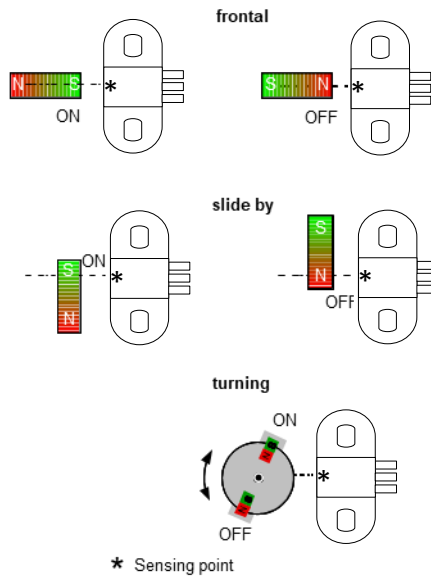 frontal
N S * S N *
ON OFF
slide by
S
S ON * N *
N OFF
turning
ON
S
N
*
S
N
OFF
* Sensing point